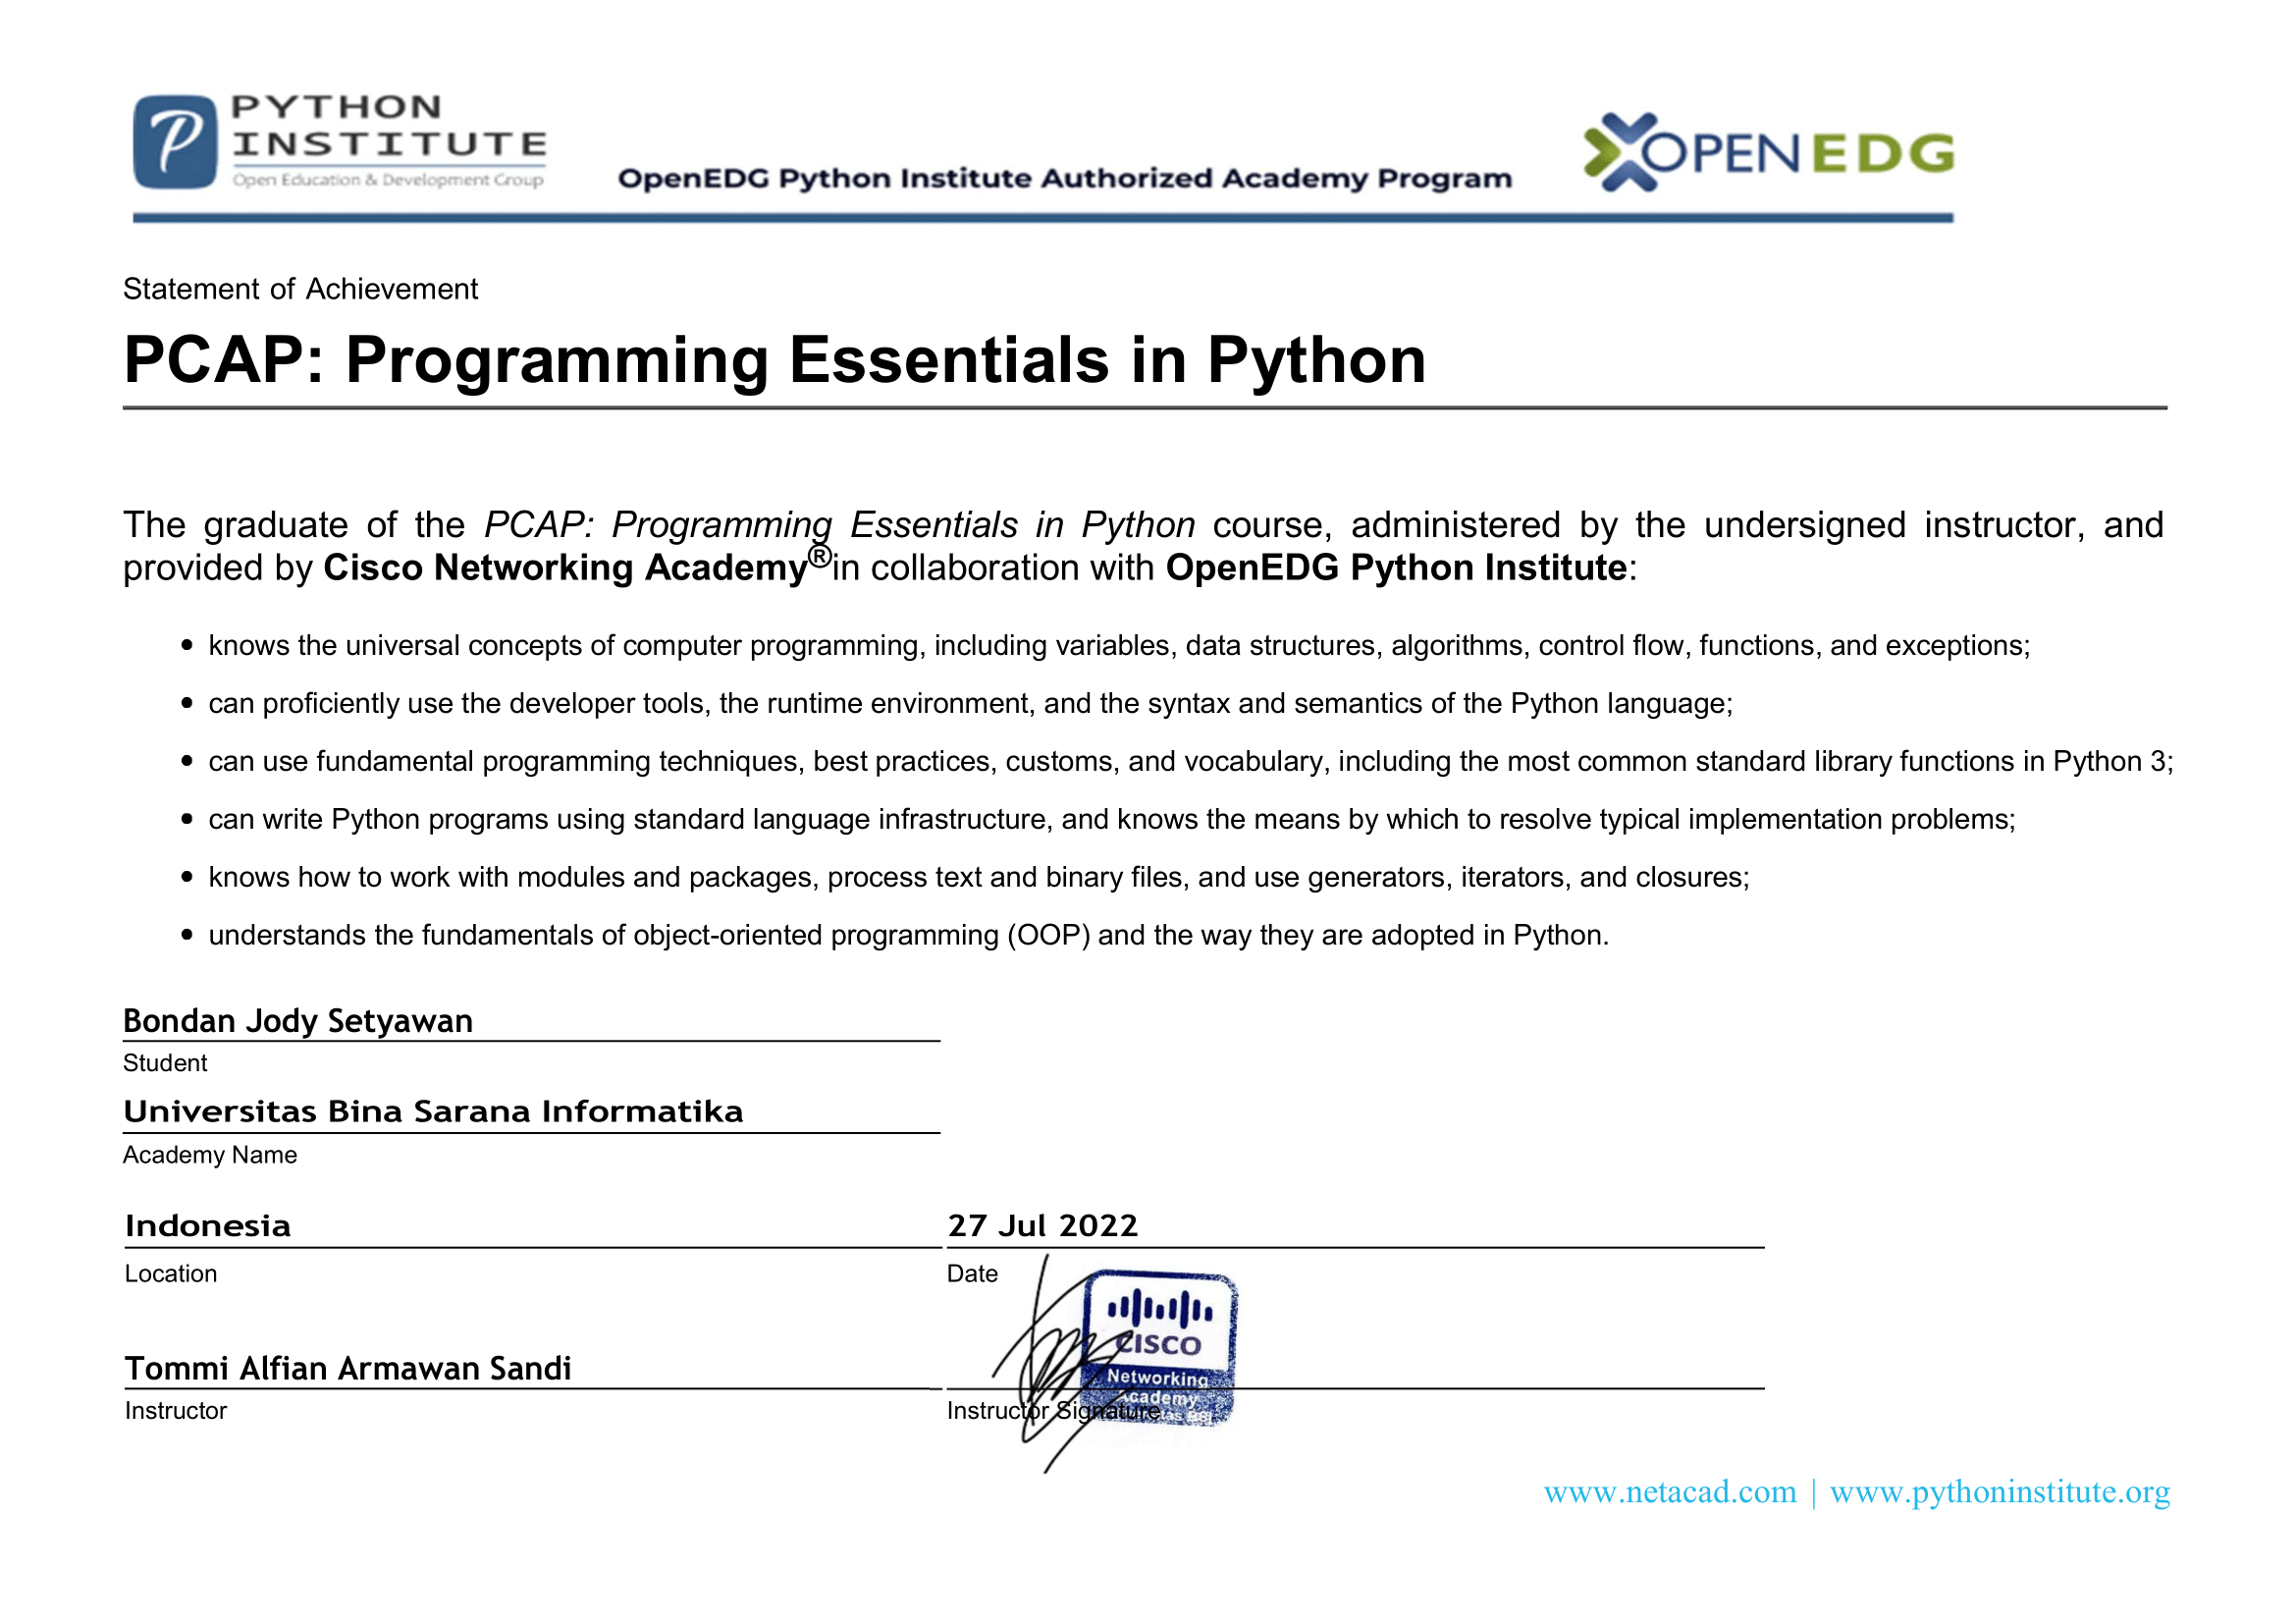 PYTHON
INSTITUTE
Open Education & Development Group
OpenEDG Python Institute Authorized Academy Program
OPENEDG
Statement of Achievement
PCAP: Programming Essentials in Python
The graduate of the PCAP: Programming Essentials in Python course, administered by the undersigned instructor, and
provided by Cisco Networking Academy®in collaboration with OpenEDG Python Institute:
• knows the universal concepts of computer programming, including variables, data structures, algorithms, control flow, functions, and exceptions;
• can proficiently use the developer tools, the runtime environment, and the syntax and semantics of the Python language;
• can use fundamental programming techniques, best practices, customs, and vocabulary, including the most common standard library functions in Python 3;
• can write Python programs using standard language infrastructure, and knows the means by which to resolve typical implementation problems;
• knows how to work with modules and packages, process text and binary files, and use generators, iterators, and closures;
• understands the fundamentals of object-oriented programming (OOP) and the way they are adopted in Python.
Bondan Jody Setyawan
Student
Universitas Bina Sarana Informatika
Academy Name
Indonesia
Location
27 Jul 2022
Date
CISCO
Networking
Academy
Tommi Alfian Armawan Sandi
Instructor
Instructor Signature
www.netacad.com | www.pythoninstitute.org